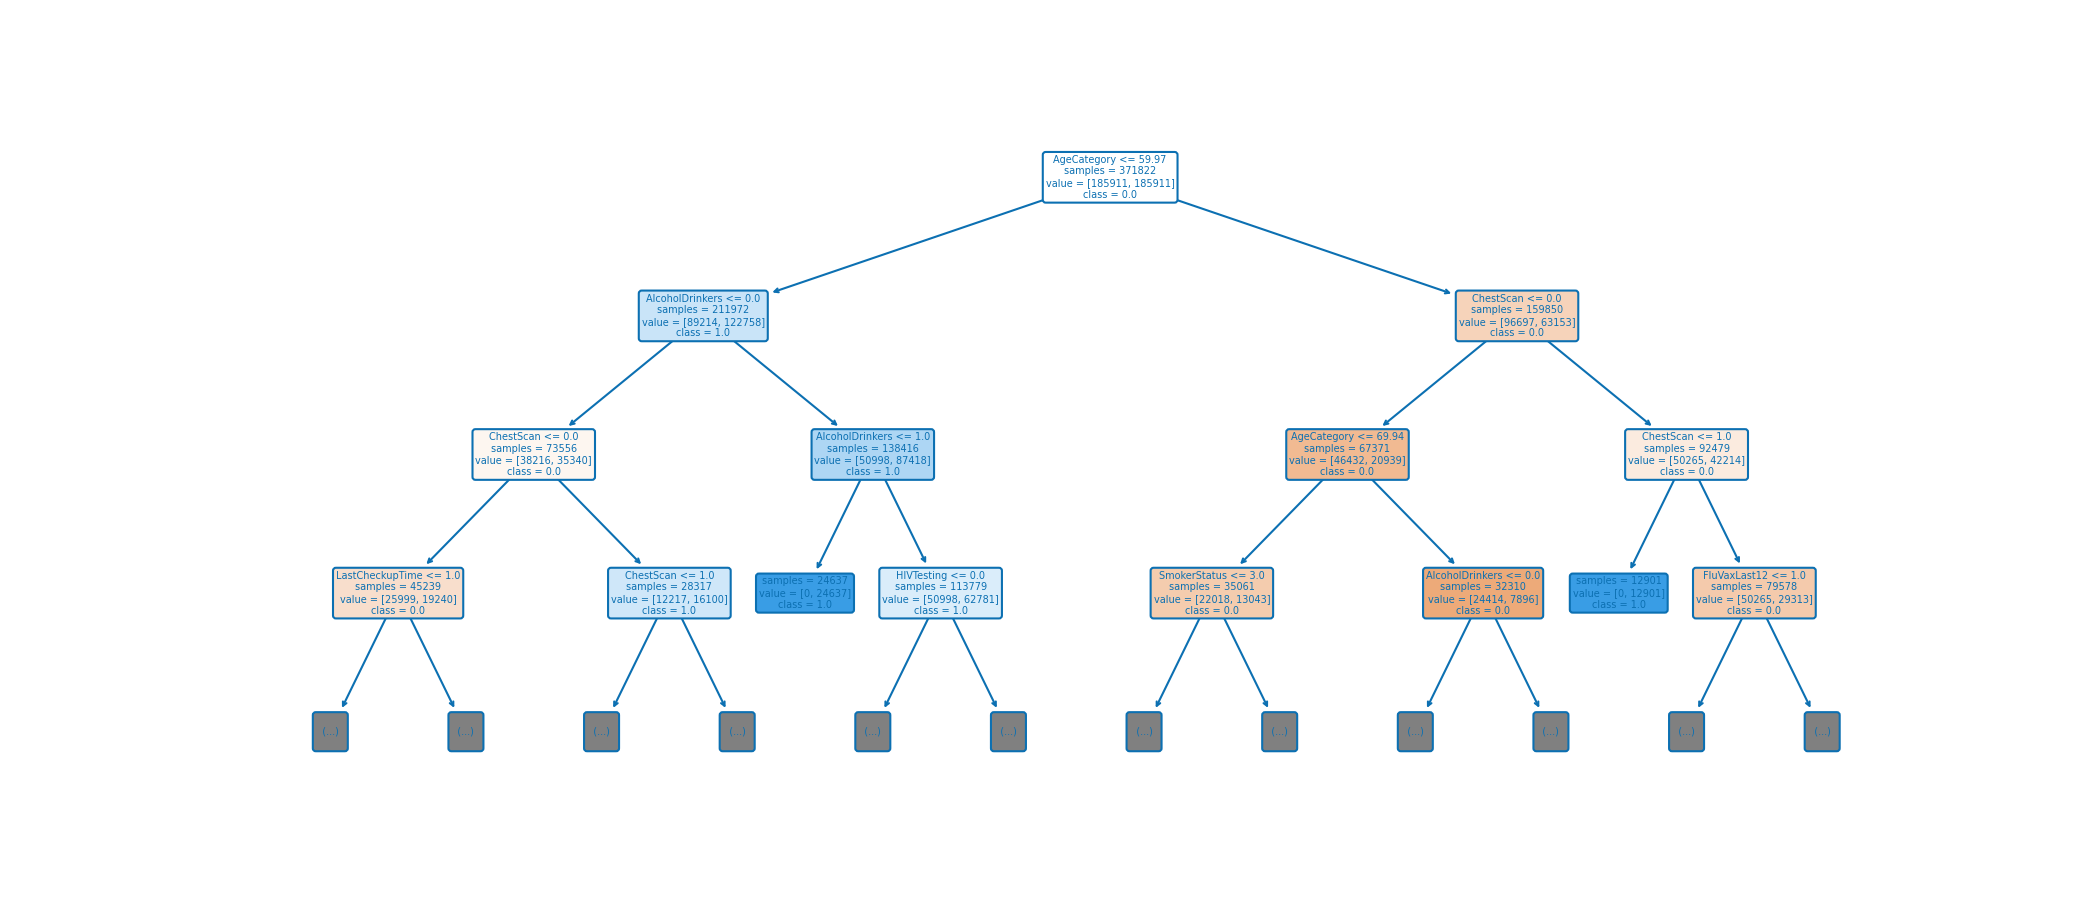 AgeCategory <= 59.97
samples = 371822
value = [185911, 185911]
class = 0.0
AlcoholDrinkers <= 0.0
samples = 211972
value = [89214, 122758]
class = 1.0
ChestScan <= 0.0
samples = 159850
value = [96697, 63153]
class = 0.0
ChestScan <= 0.0
samples = 73556
value = [38216, 35340]
class = 0.0
AlcoholDrinkers <= 1.0
samples = 138416
value = [50998, 87418]
class = 1.0
AgeCategory <= 69.94
samples = 67371
value = [46432, 20939]
class = 0.0
ChestScan <= 1.0
samples = 92479
value = [50265, 42214]
class = 0.0
LastCheckupTime <= 1.0
samples = 45239
value = [25999, 19240]
class = 0.0
ChestScan <= 1.0
samples = 28317
value = [12217, 16100]
class = 1.0
samples = 24637
value = [0, 24637]
class = 1.0
HIVTesting <= 0.0
samples = 113779
value = [50998, 62781]
class = 1.0
SmokerStatus <= 3.0
samples = 35061
value = [22018, 13043]
class = 0.0
AlcoholDrinkers <= 0.0
samples = 32310
value = [24414, 7896]
class = 0.0
samples = 12901
value = [0, 12901]
class = 1.0
FluVaxLast12 <= 1.0
samples = 79578
value = [50265, 29313]
class = 0.0
(...)
(...)
(...)
(...)
(...)
(...)
(...)
(...)
(...)
(...)
(...)
(...)